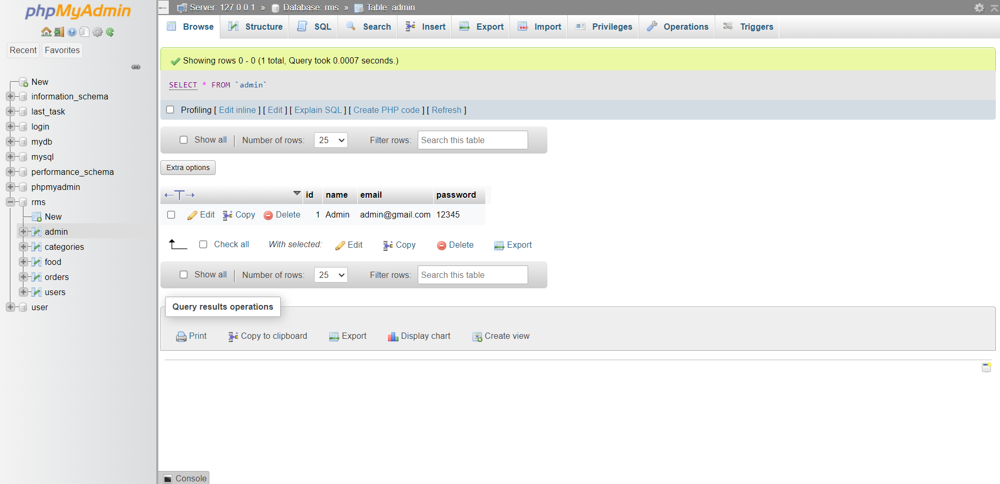 phpMyAdmin
Recent Favorites
New
information_schema
last_task
login
mydb
mysql
performance_schema
phpmyadmin
rms
New
admin
categories
food
orders
users
user
← Server: 127.0.0.1 » Database: rms » Table: admin
Browse Structure SQL Search Insert Export Import Privileges Operations Triggers
Showing rows 0 - 0 (1 total, Query took 0.0007 seconds.)
SELECT * FROM `admin`
Profiling [ Edit inline ] [ Edit ] [ Explain SQL ] [ Create PHP code ] [ Refresh ]
Show all | Number of rows: 25 Filter rows: Search this table
Extra options
←T→ id name email password
Edit Copy Delete 1 Admin admin@gmail.com 12345
Check all With selected: Edit Copy Delete Export
Show all | Number of rows: 25 Filter rows: Search this table
Query results operations
Print Copy to clipboard Export Display chart Create view
Console